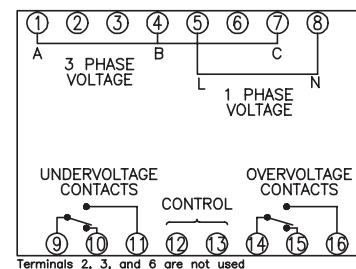 1 2 3 4 5 6 7 8
A B C
3 PHASE
VOLTAGE
L N
1 PHASE
VOLTAGE
UNDERVOLTAGE
CONTACTS
OVERVOLTAGE
CONTACTS
CONTROL
9 10 11 12 13 14 15 16
Terminals 2, 3, and 6 are not used